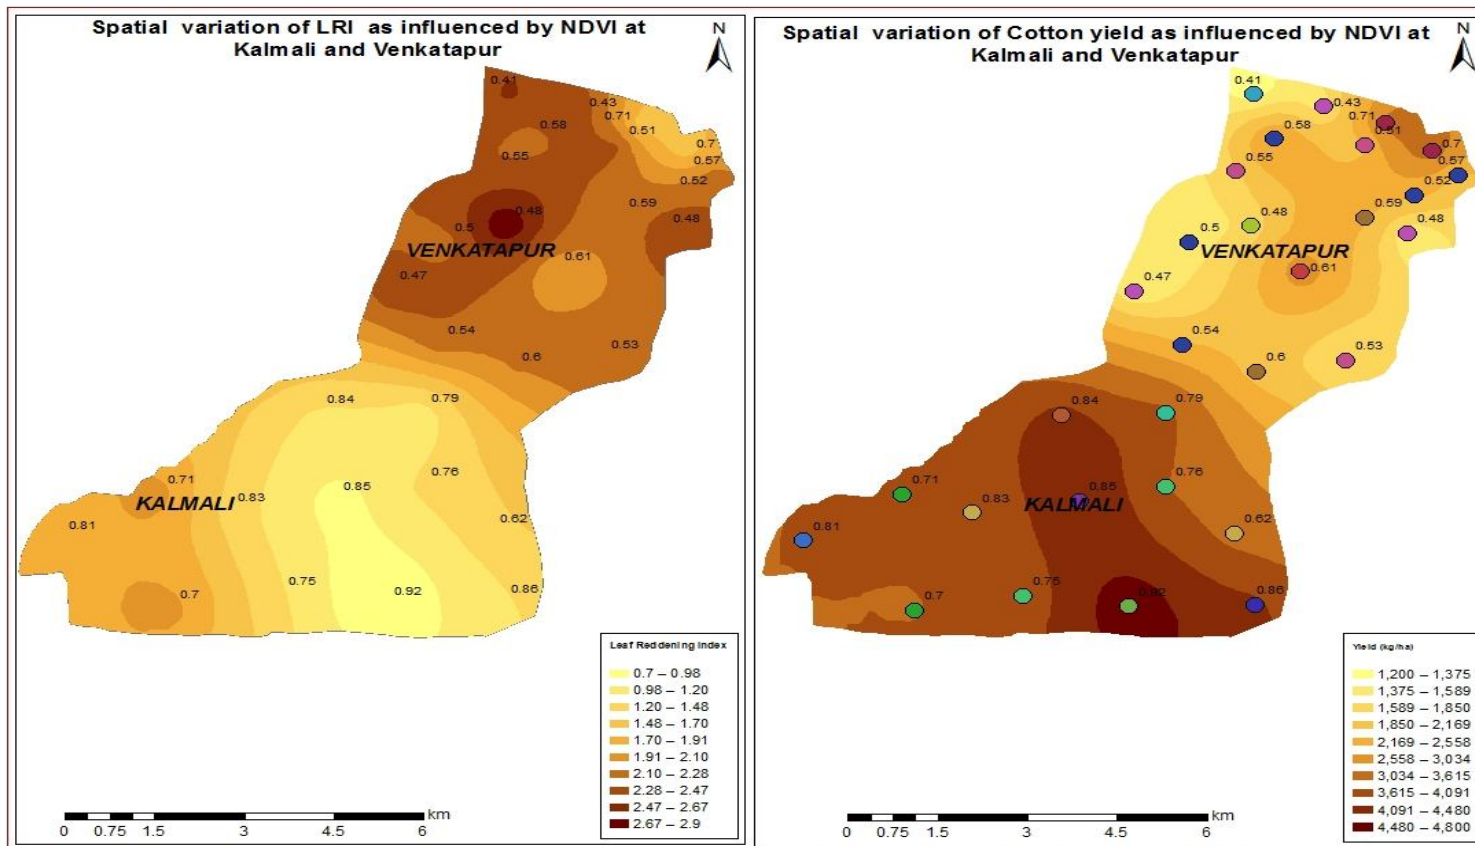 Spatial variation of LRI as influenced by NDVI at
Kalmali and Venkatapur
N
0.41
0.43
0.71
0.58
0.51
0.55
0.7
0.57
0.52
0.59
0.48
0.48
0.5
VENKATAPUR
0.61
0.47
0.54
0.53
0.6
0.84
0.79
0.76
0.71
0.85
0.83
KALMALI
0.62
0.81
0.75
0.92
0.86
0.7
Leaf Reddening Index
0.7 – 0.98
0.98 – 1.20
1.20 – 1.48
1.48 – 1.70
1.70 – 1.91
1.91 – 2.10
2.10 – 2.28
2.28 – 2.47
2.47 – 2.67
2.67 – 2.9
km
0 0.75 1.5 3 4.5 6
Spatial variation of Cotton yield as influenced by NDVI at
Kalmali and Venkatapur
N
0.41
0.43
0.71
0.58
0.51
0.7
0.55
0.57
0.52
0.59
0.48
0.48
0.5
VENKATAPUR
0.61
0.47
0.54
0.53
0.6
0.84
0.79
0.76
0.71
0.85
0.83
KALMALI
0.62
0.81
0.75
0.92
0.86
0.7
Yield (kg/ha)
1,200 – 1,375
1,375 – 1,589
1,589 – 1,850
1,850 – 2,169
2,169 – 2,558
2,558 – 3,034
3,034 – 3,615
3,615 – 4,091
4,091 – 4,480
4,480 – 4,800
km
0 0.75 1.5 3 4.5 6